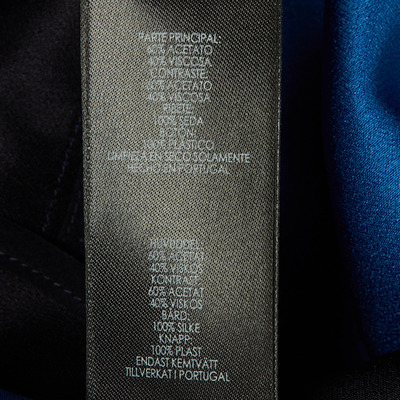 PARTE PRINCIPAL:
60% ACETATO
40% VISCOSA
CONTRASTE:
60% ACETATO
40% VISCOSA
100% SEDA
BOTÓN:
100% PLASTICO
LIMPIEZA EN SECO SOLAMENTE
HECHO EN PORTUGAL
HUVUDDEL:
60% ACETAT
40% VISKOS
KONTRAST:
60% ACETAT
40% VISKOS
BÅRD:
100% SILKE
KNAPP:
100% PLAST
ENDAST KEMTVÄTT
TILLVERKAT I PORTUGAL